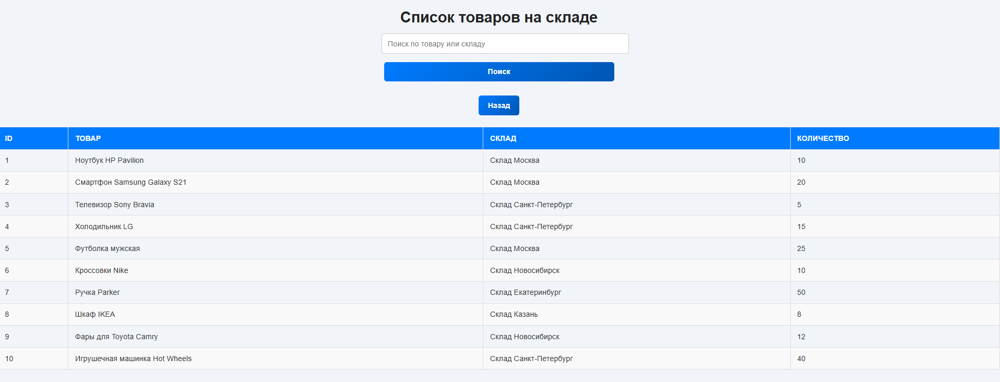 Список товаров на складе
Поиск по товару или складу
Поиск
Назад
ID ТОВАР СКЛАД КОЛИЧЕСТВО
1 Ноутбук HP Pavilion Склад Москва 10
2 Смартфон Samsung Galaxy S21 Склад Москва 20
3 Телевизор Sony Bravia Склад Санкт-Петербург 5
4 Холодильник LG Склад Санкт-Петербург 15
5 Футболка мужская Склад Москва 25
6 Кроссовки Nike Склад Новосибирск 10
7 Ручка Parker Склад Екатеринбург 50
8 Шкаф IKEA Склад Казань 8
9 Фары для Toyota Camry Склад Новосибирск 12
10 Игрушечная машинка Hot Wheels Склад Санкт-Петербург 40